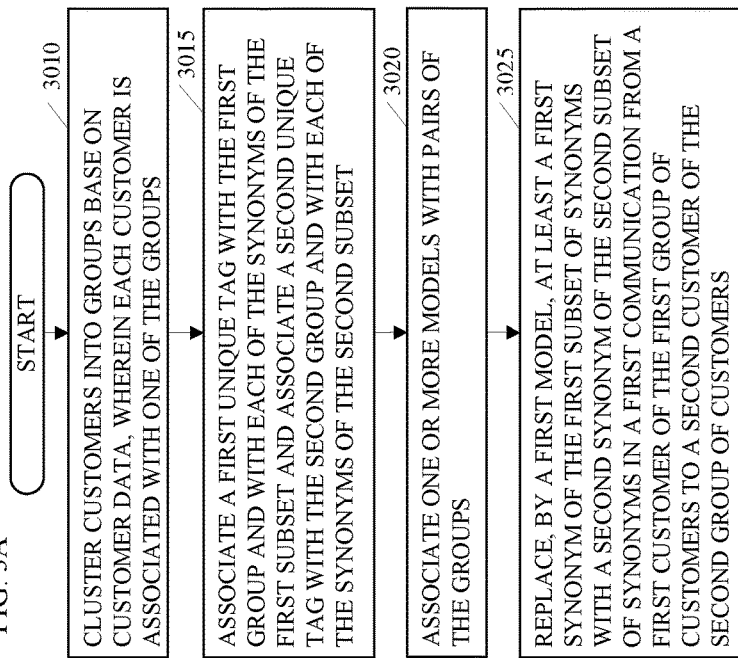 FIG. 3A
START
3010
CLUSTER CUSTOMERS INTO GROUPS BASE ON
CUSTOMER DATA, WHEREIN EACH CUSTOMER IS
ASSOCIATED WITH ONE OF THE GROUPS
3015
ASSOCIATE A FIRST UNIQUE TAG WITH THE FIRST
GROUP AND WITH EACH OF THE SYNONYMS OF THE
FIRST SUBSET AND ASSOCIATE A SECOND UNIQUE
TAG WITH THE SECOND GROUP AND WITH EACH OF
THE SYNONYMS OF THE SECOND SUBSET
3020
ASSOCIATE ONE OR MORE MODELS WITH PAIRS OF
THE GROUPS
3025
REPLACE, BY A FIRST MODEL, AT LEAST A FIRST
SYNONYM OF THE FIRST SUBSET OF SYNONYMS
WITH A SECOND SYNONYM OF THE SECOND SUBSET
OF SYNONYMS IN A FIRST COMMUNICATION FROM A
FIRST CUSTOMER OF THE FIRST GROUP OF
CUSTOMERS TO A SECOND CUSTOMER OF THE
SECOND GROUP OF CUSTOMERS